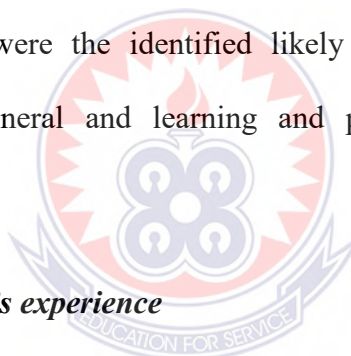 were the identified likely
neral and learning and p
s experience
EDUCATION FOR SERVICE